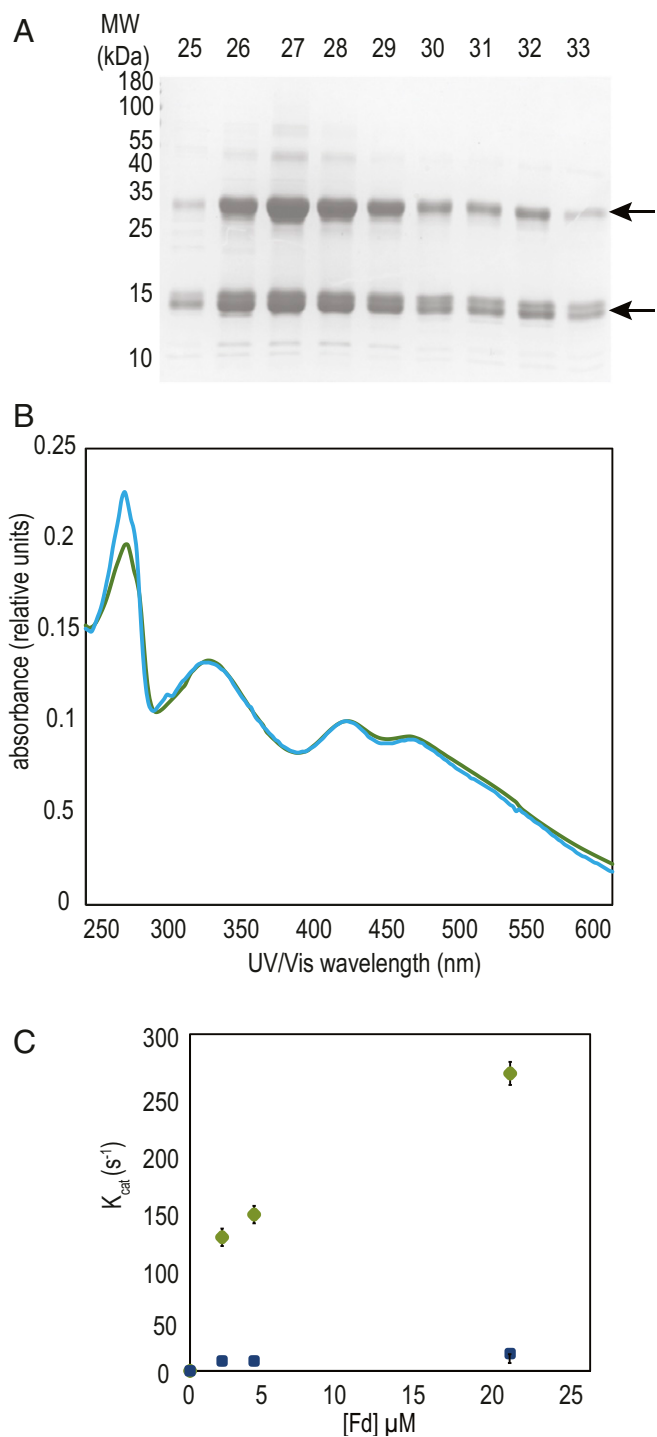 A
MW
(kDa)
25 26 27 28 29 30 31 32 33
180
100
55
40
35
25
15
10
B
absorbance (relative units)
0.25
0.2
0.15
0.1
0.5
0
250 300 350 400 450 500 550 600
UV/Vis wavelength (nm)
C
Kcat (s-1)
300
250
200
150
100
50
0
0 5 10 15 20 25
[Fd] µM